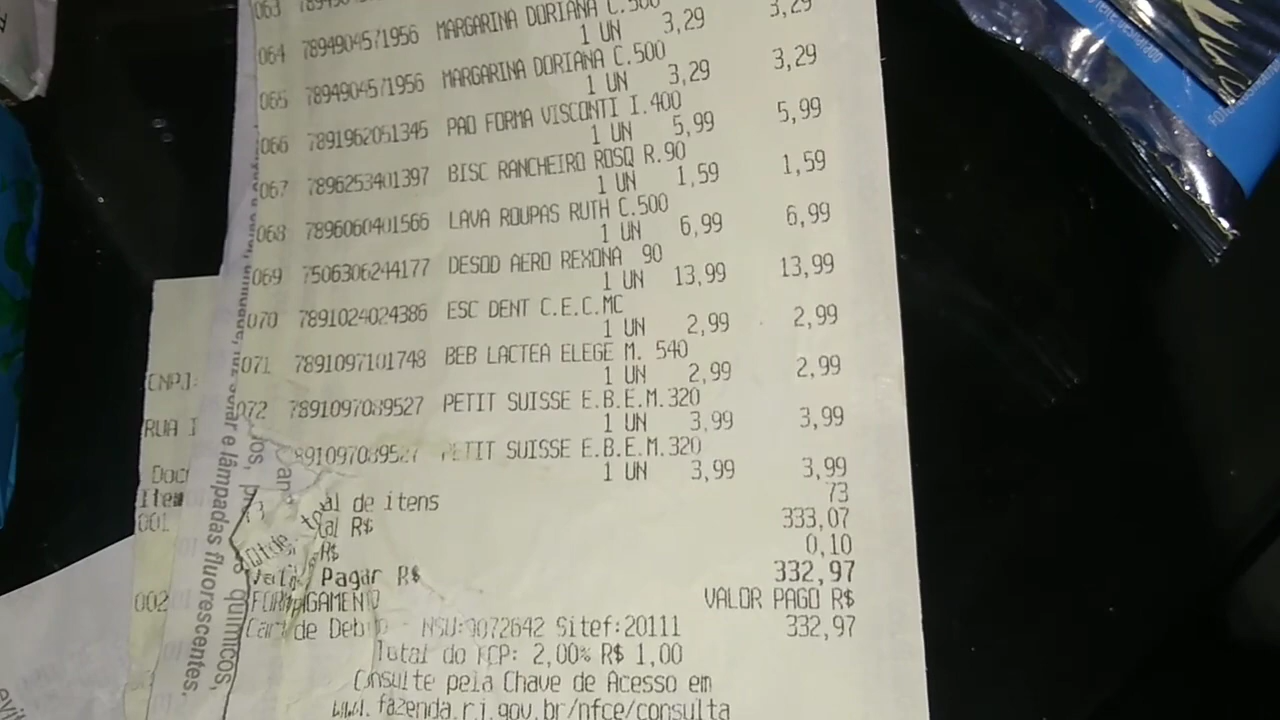 063
MARGARINA DORIANA C.500
1 UN 3,29 3,29
064 7894904571956
MARGARINA DORIANA C.500
1 UN 3,29 3,29
065 7894904571956
PAO FORMA VISCONTI I.400
1 UN 5,99 5,99
066 7891962051345
BISC RANCHEIRO ROSQ R.90
1 UN 1,59 1,59
067 7896253401397
LAVA ROUPAS RUTH C.500
1 UN 6,99 6,99
068 7896060401566
DESOD AERO REXONA 90
1 UN 13,99 13,99
069 7506306244177
ESC DENT C.E.C.MC
1 UN 2,99 2,99
070 7891024024386
BEB LACTEA ELEGE M. 540
1 UN 2,99 2,99
071 7891097101748
PETIT SUISSE E.B.E.M.320
1 UN 3,99 3,99
072 7891097089527
PETIT SUISSE E.B.E.M.320
1 UN 3,99 3,99
de itens 73
R$ 333,07
R$ 0,10
Pagar R$ 332,97
VALOR PAGO R$
de NSU:9072642 Sitef:20111 332,97
Total do FCP: 2,00% R$ 1,00
Consulte pela Chave de Acesso em
www.fazenda.rj.gov.br/nfce/consulta
CNPJ:
RUA
Item
001
002
e lâmpadas fluorescentes.
químicos,